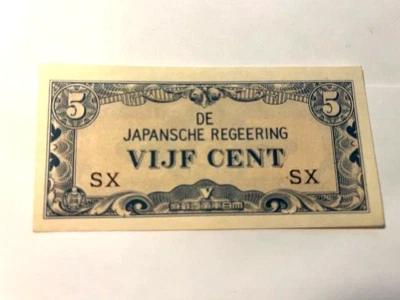 5 5
DE
JAPANSCHE REGEERING
VIJF CENT
SX SX